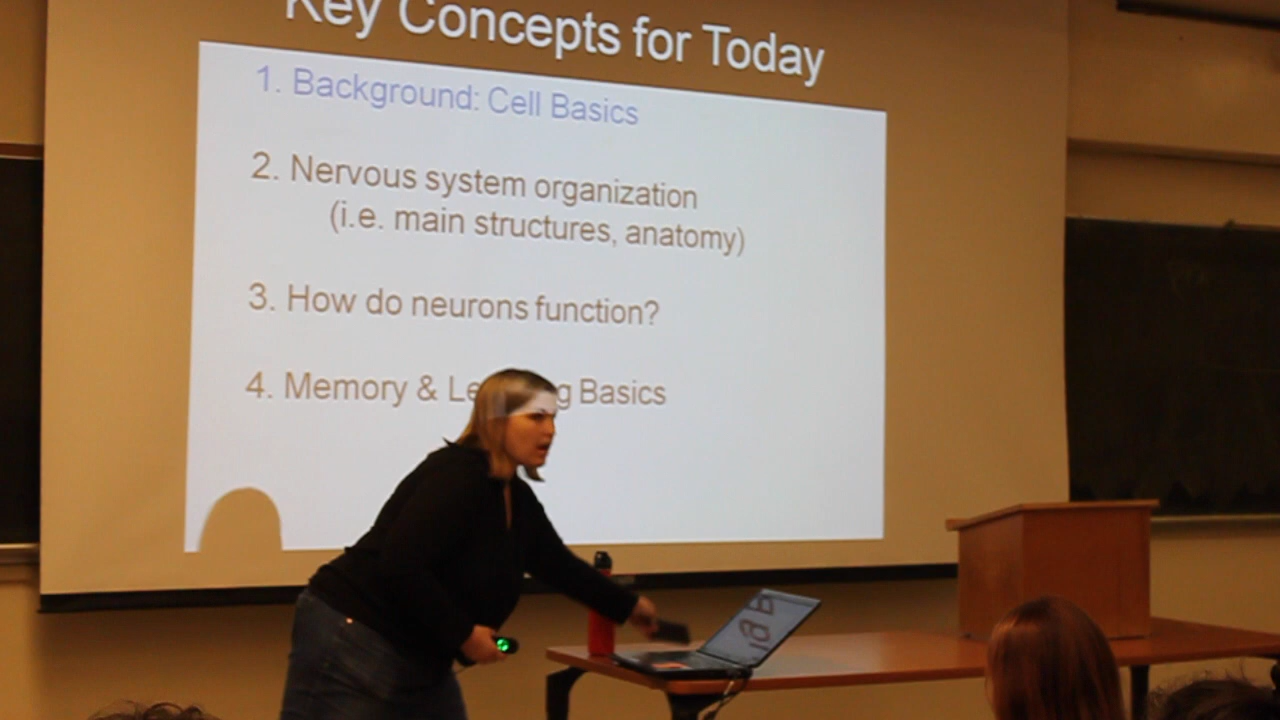 Key Concepts for Today
1. Background: Cell Basics
2. Nervous system organization
(i.e. main structures, anatomy)
3. How do neurons function?
4. Memory & Le g Basics